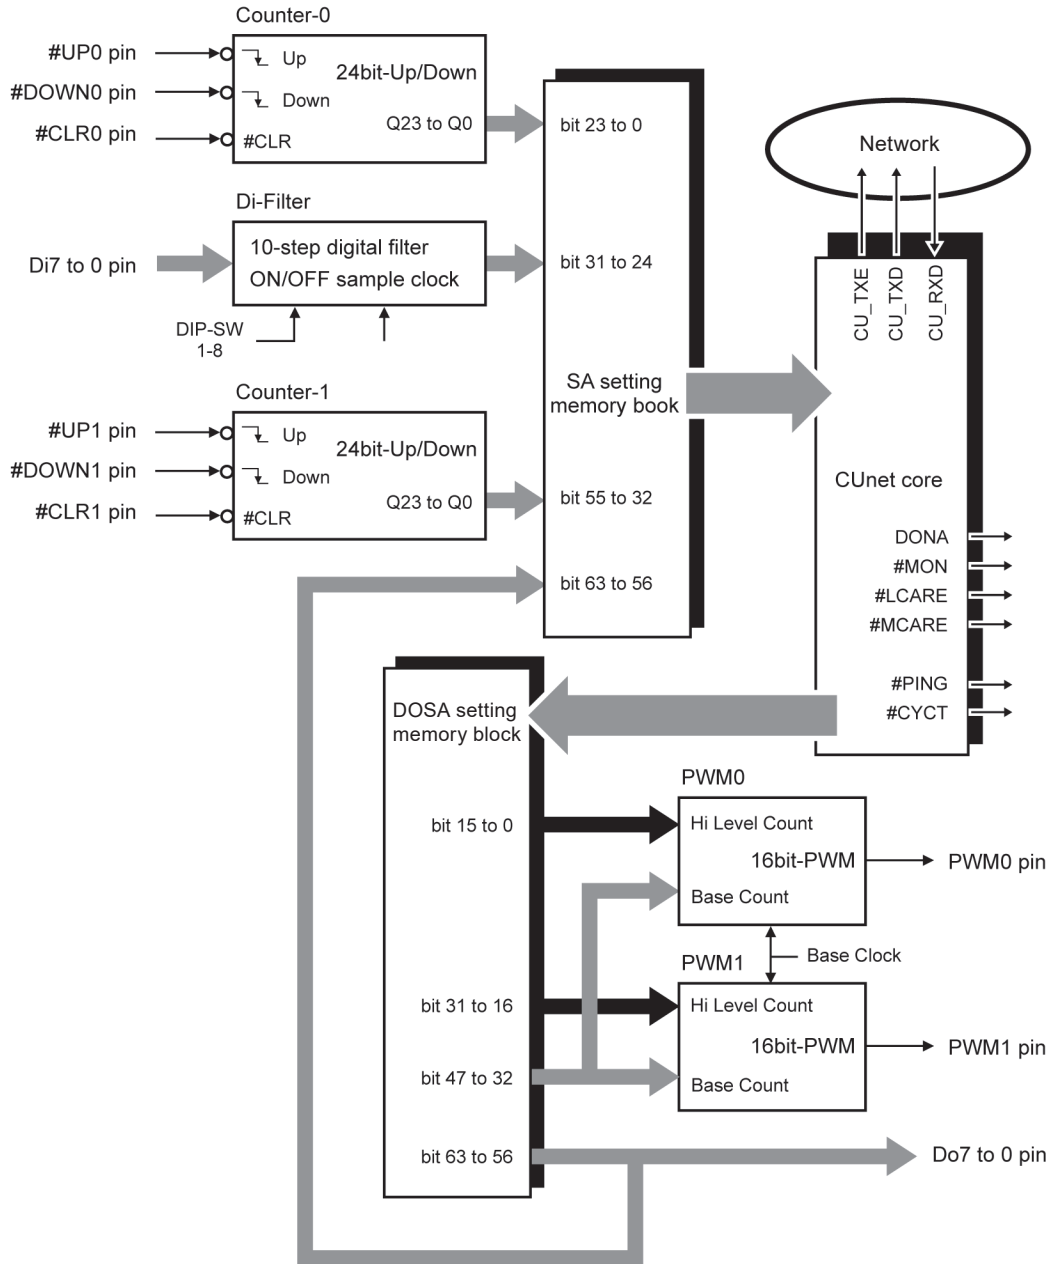 Counter-0
#UP0 pin
#DOWN0 pin
#CLR0 pin
Up
24bit-Up/Down
Down
Q23 to Q0
#CLR
bit 23 to 0
Network
Di-Filter
Di7 to 0 pin
10-step digital filter
ON/OFF sample clock
bit 31 to 24
DIP-SW
1-8
CU_TXE
CU_TXD
CU_RXD
SA setting
memory book
Counter-1
#UP1 pin
#DOWN1 pin
#CLR1 pin
Up
24bit-Up/Down
Down
Q23 to Q0
#CLR
bit 55 to 32
bit 63 to 56
CUnet core
DONA
#MON
#LCARE
#MCARE
#PING
#CYCT
DOSA setting
memory block
bit 15 to 0
bit 31 to 16
bit 47 to 32
bit 63 to 56
PWM0
Hi Level Count
16bit-PWM
Base Count
PWM0 pin
Base Clock
PWM1
Hi Level Count
16bit-PWM
Base Count
PWM1 pin
Do7 to 0 pin